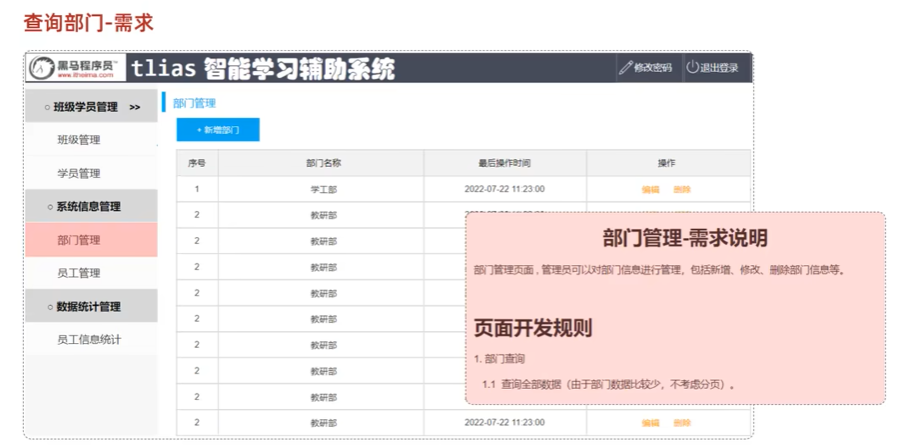 查询部门-需求
黑马程序员
www.itheima.com
tlias 智能学习辅助系统
修改密码
退出登录
班级学员管理 >>
班级管理
学员管理
系统信息管理
部门管理
员工管理
数据统计管理
员工信息统计
部门管理
+ 新增部门
序号 部门名称 最后操作时间 操作
1 学工部 2022-07-22 11:23:00 编辑 删除
2 教研部
2 教研部
2 教研部
2 教研部
2 教研部
2 教研部
2 教研部
2 教研部
2 教研部 2022-07-22 11:23:00 编辑 删除
部门管理-需求说明
部门管理页面，管理员可以对部门信息进行管理，包括新增、修改、删除部门信息等。
页面开发规则
1. 部门查询
1.1 查询全部数据（由于部门数据比较少，不考虑分页）。